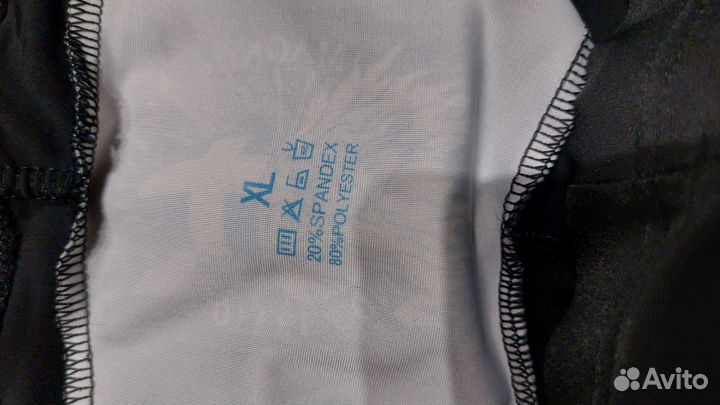 XL
20%SPANDEX
80%POLYESTER
Avito